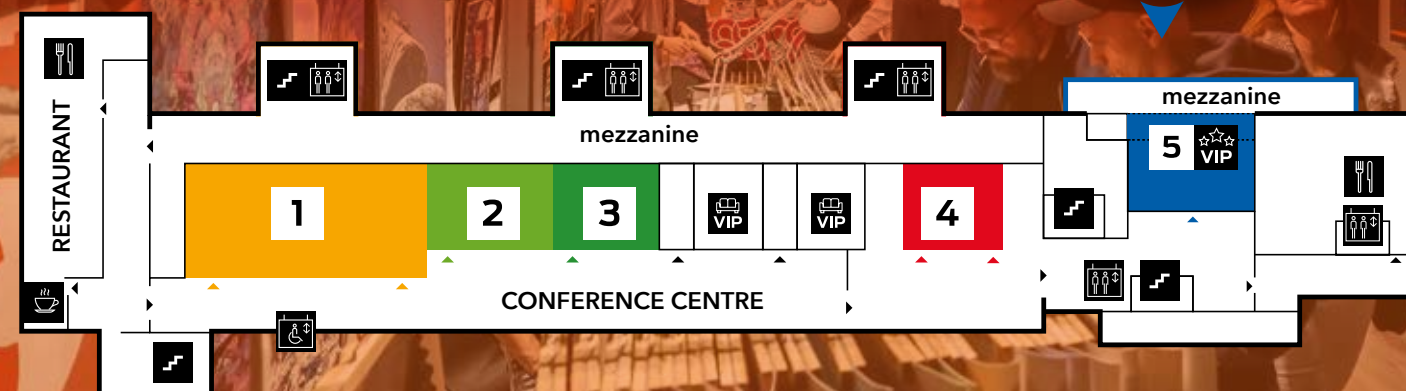 mezzanine
mezzanine
RESTAURANT
1
2
3
VIP
VIP
4
5
VIP
CONFERENCE CENTRE